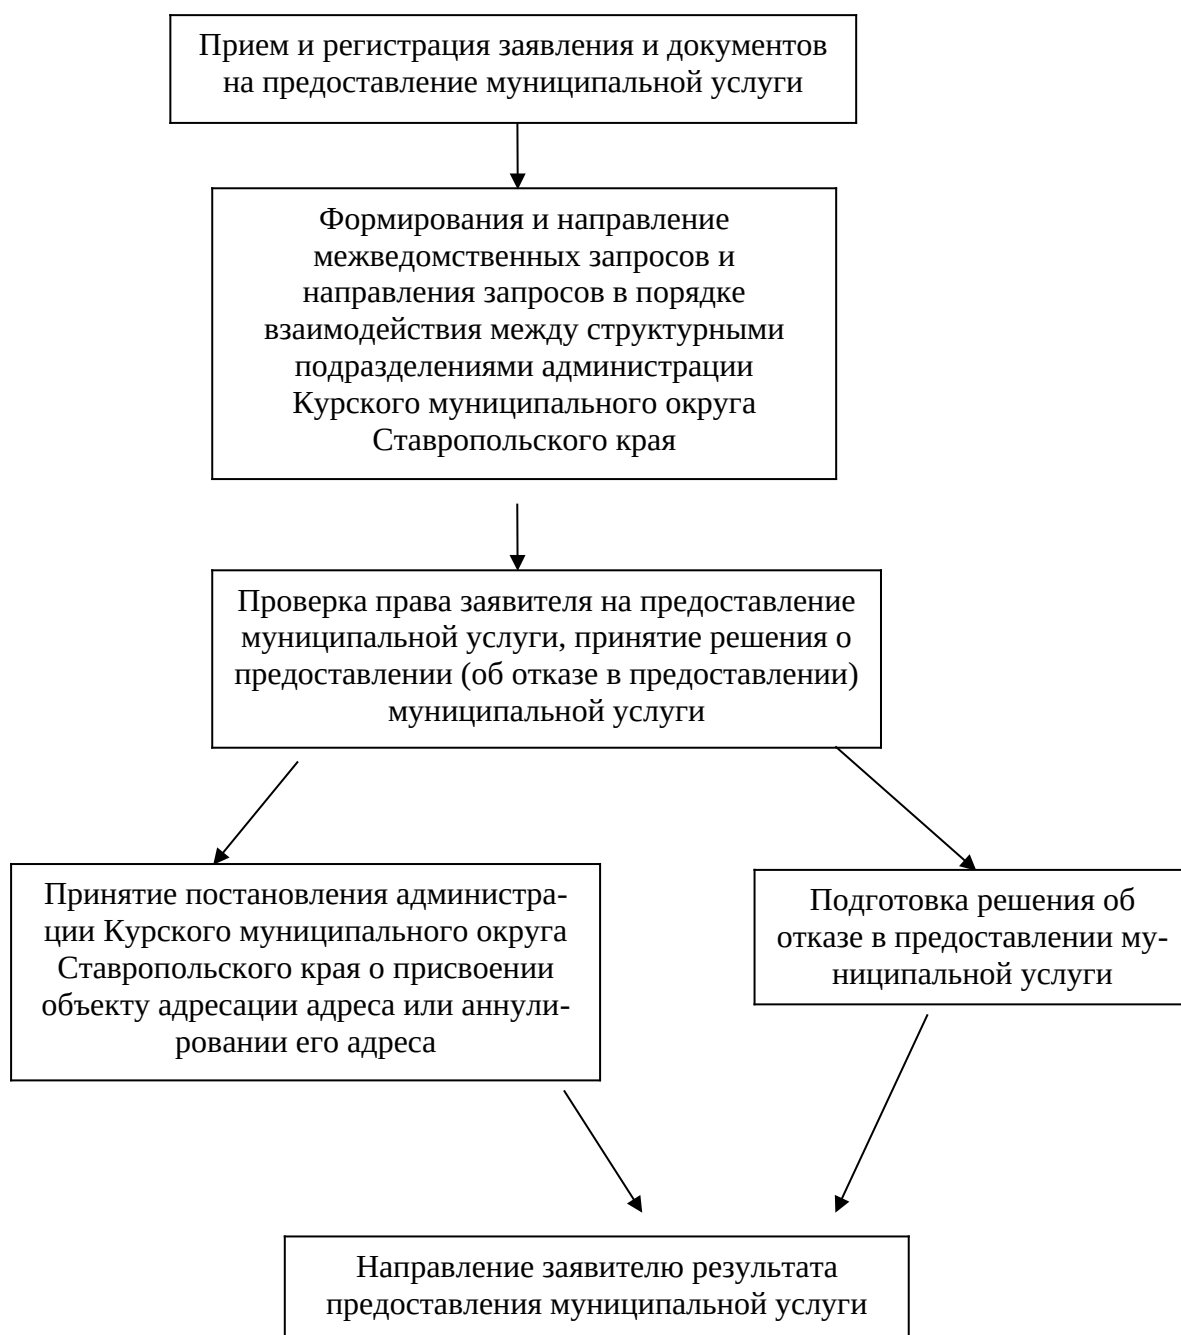 Прием и регистрация заявления и документов
на предоставление муниципальной услуги
Формирования и направление
межведомственных запросов и
направления запросов в порядке
взаимодействия между структурными
подразделениями администрации
Курского муниципального округа
Ставропольского края
Проверка права заявителя на предоставление
муниципальной услуги, принятие решения о
предоставлении (об отказе в предоставлении)
муниципальной услуги
Принятие постановления администра-
ции Курского муниципального округа
Ставропольского края о присвоении
объекту адресации адреса или аннули-
ровании его адреса
Подготовка решения об
отказе в предоставлении му-
ниципальной услуги
Направление заявителю результата
предоставления муниципальной услуги